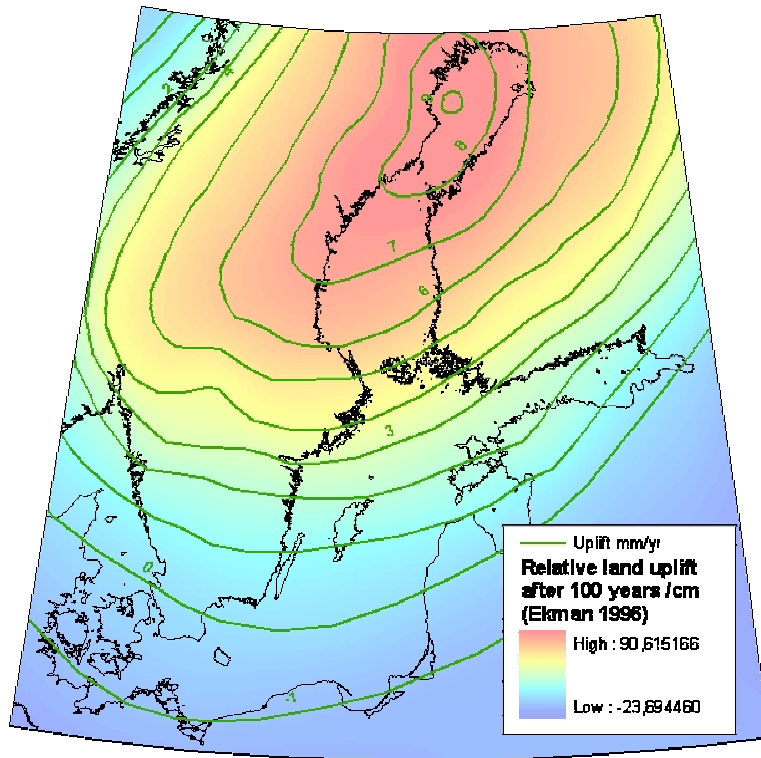 2
4
9
8
7
6
3
0
-1
Uplift mm/yr
Relative land uplift
after 100 years /cm
(Ekman 1996)
High : 90,615166
Low : -23,694460